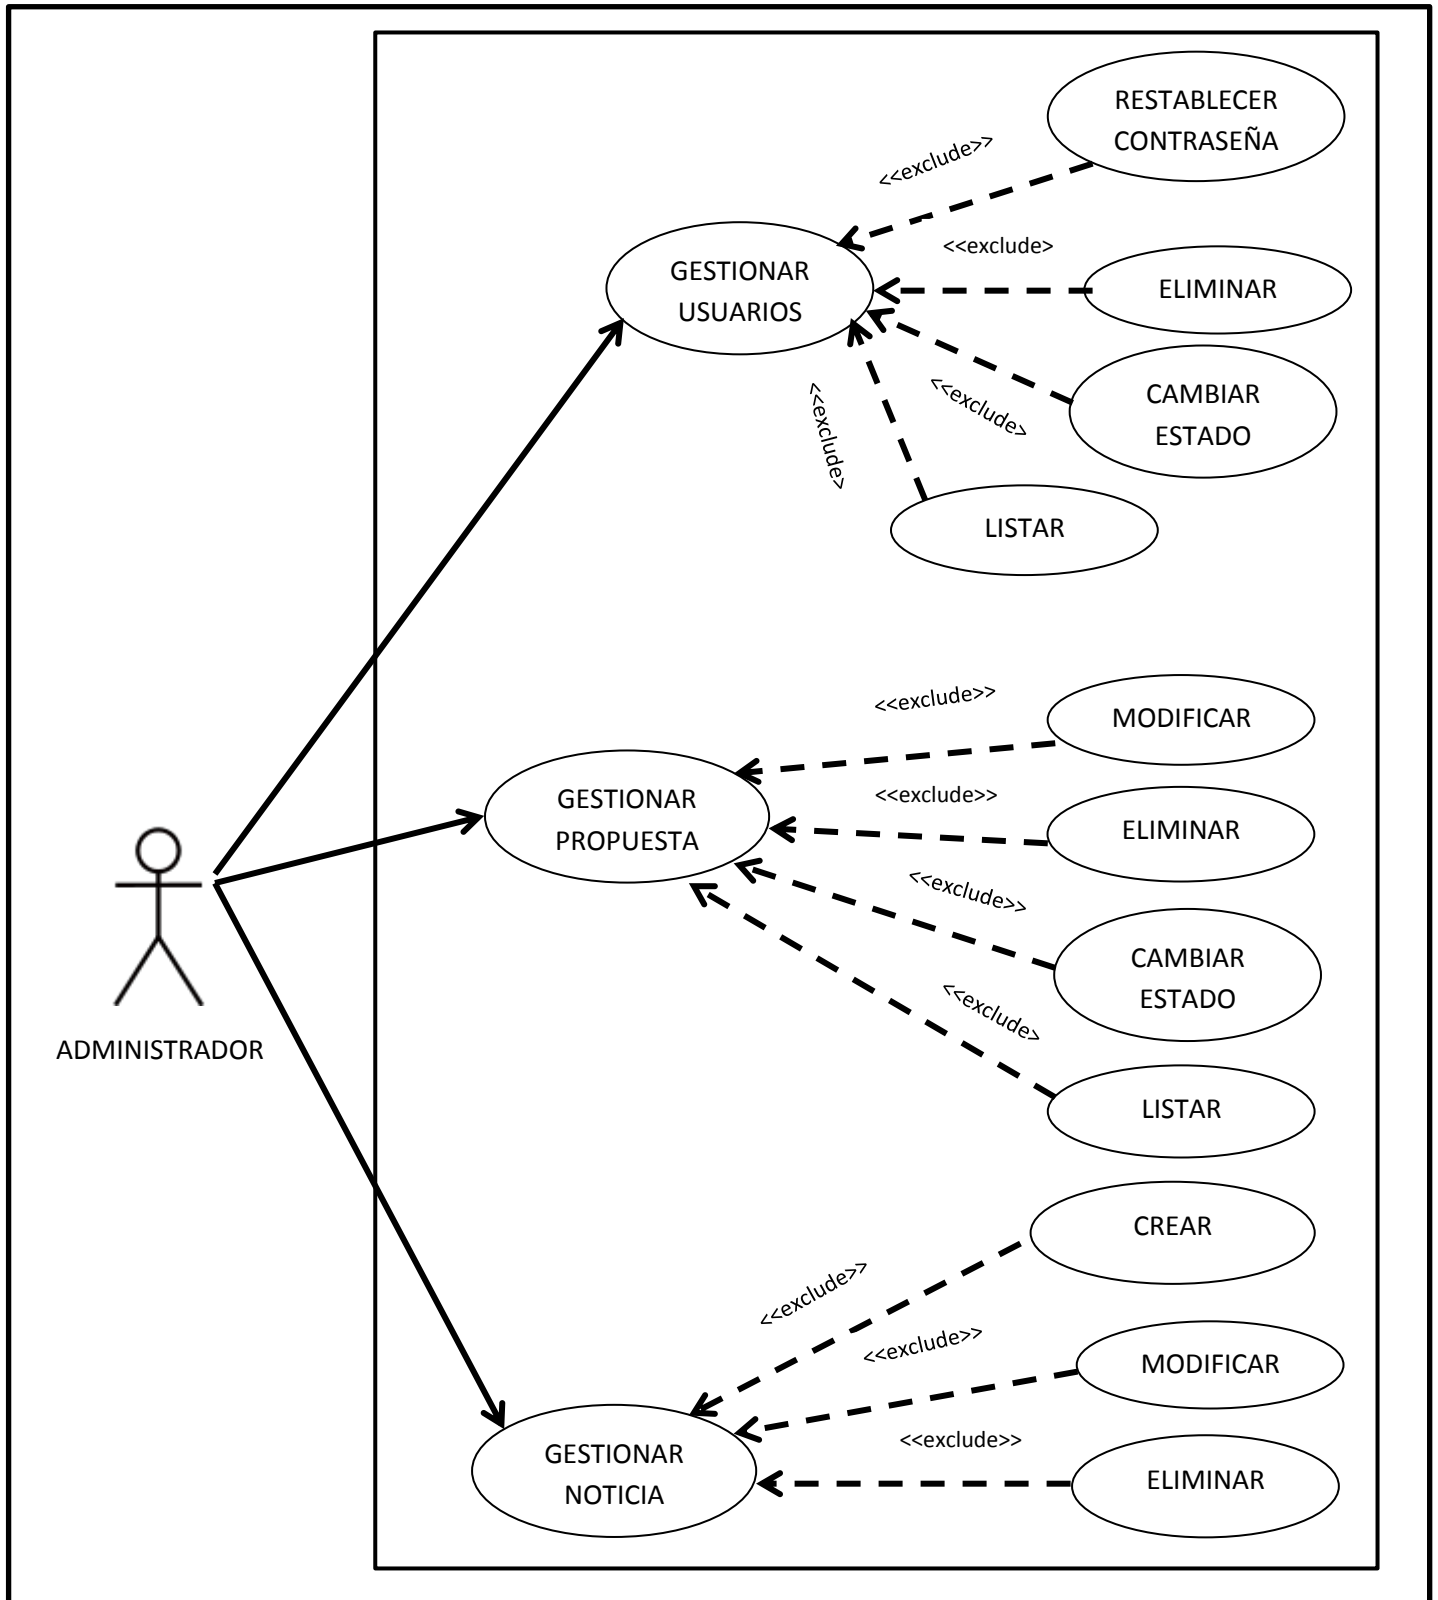 RESTABLECER
CONTRASEÑA
<<exclude>>
<<exclude>
GESTIONAR
USUARIOS
ELIMINAR
<<exclude>
CAMBIAR
ESTADO
<<exclude>
LISTAR
<<exclude>>
MODIFICAR
GESTIONAR
PROPUESTA
<<exclude>>
ELIMINAR
<<exclude>>
CAMBIAR
ESTADO
<<exclude>
ADMINISTRADOR
LISTAR
CREAR
<<exclude>>
<<exclude>>
MODIFICAR
GESTIONAR
NOTICIA
<<exclude>>
ELIMINAR